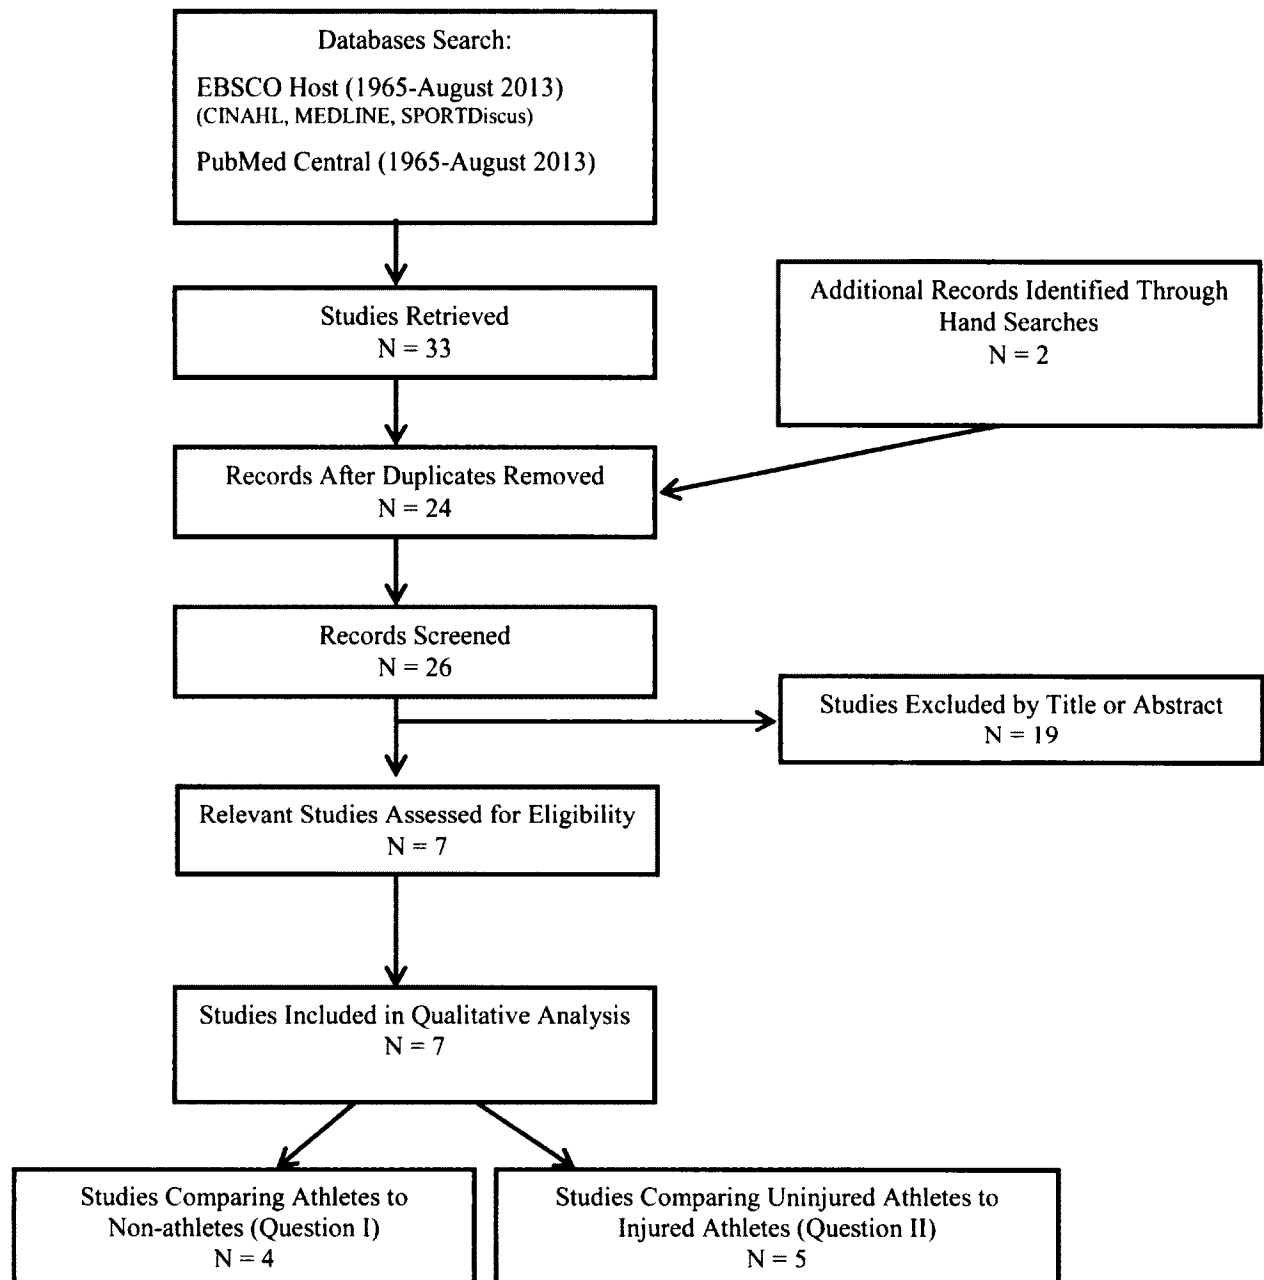 Databases Search:
EBSCO Host (1965-August 2013)
(CINAHL, MEDLINE, SPORTDiscus)
PubMed Central (1965-August 2013)
Studies Retrieved
N = 33
Additional Records Identified Through
Hand Searches
N = 2
Records After Duplicates Removed
N = 24
Records Screened
N = 26
Studies Excluded by Title or Abstract
N = 19
Relevant Studies Assessed for Eligibility
N = 7
Studies Included in Qualitative Analysis
N = 7
Studies Comparing Athletes to
Non-athletes (Question I)
N = 4
Studies Comparing Uninjured Athletes to
Injured Athletes (Question II)
N = 5